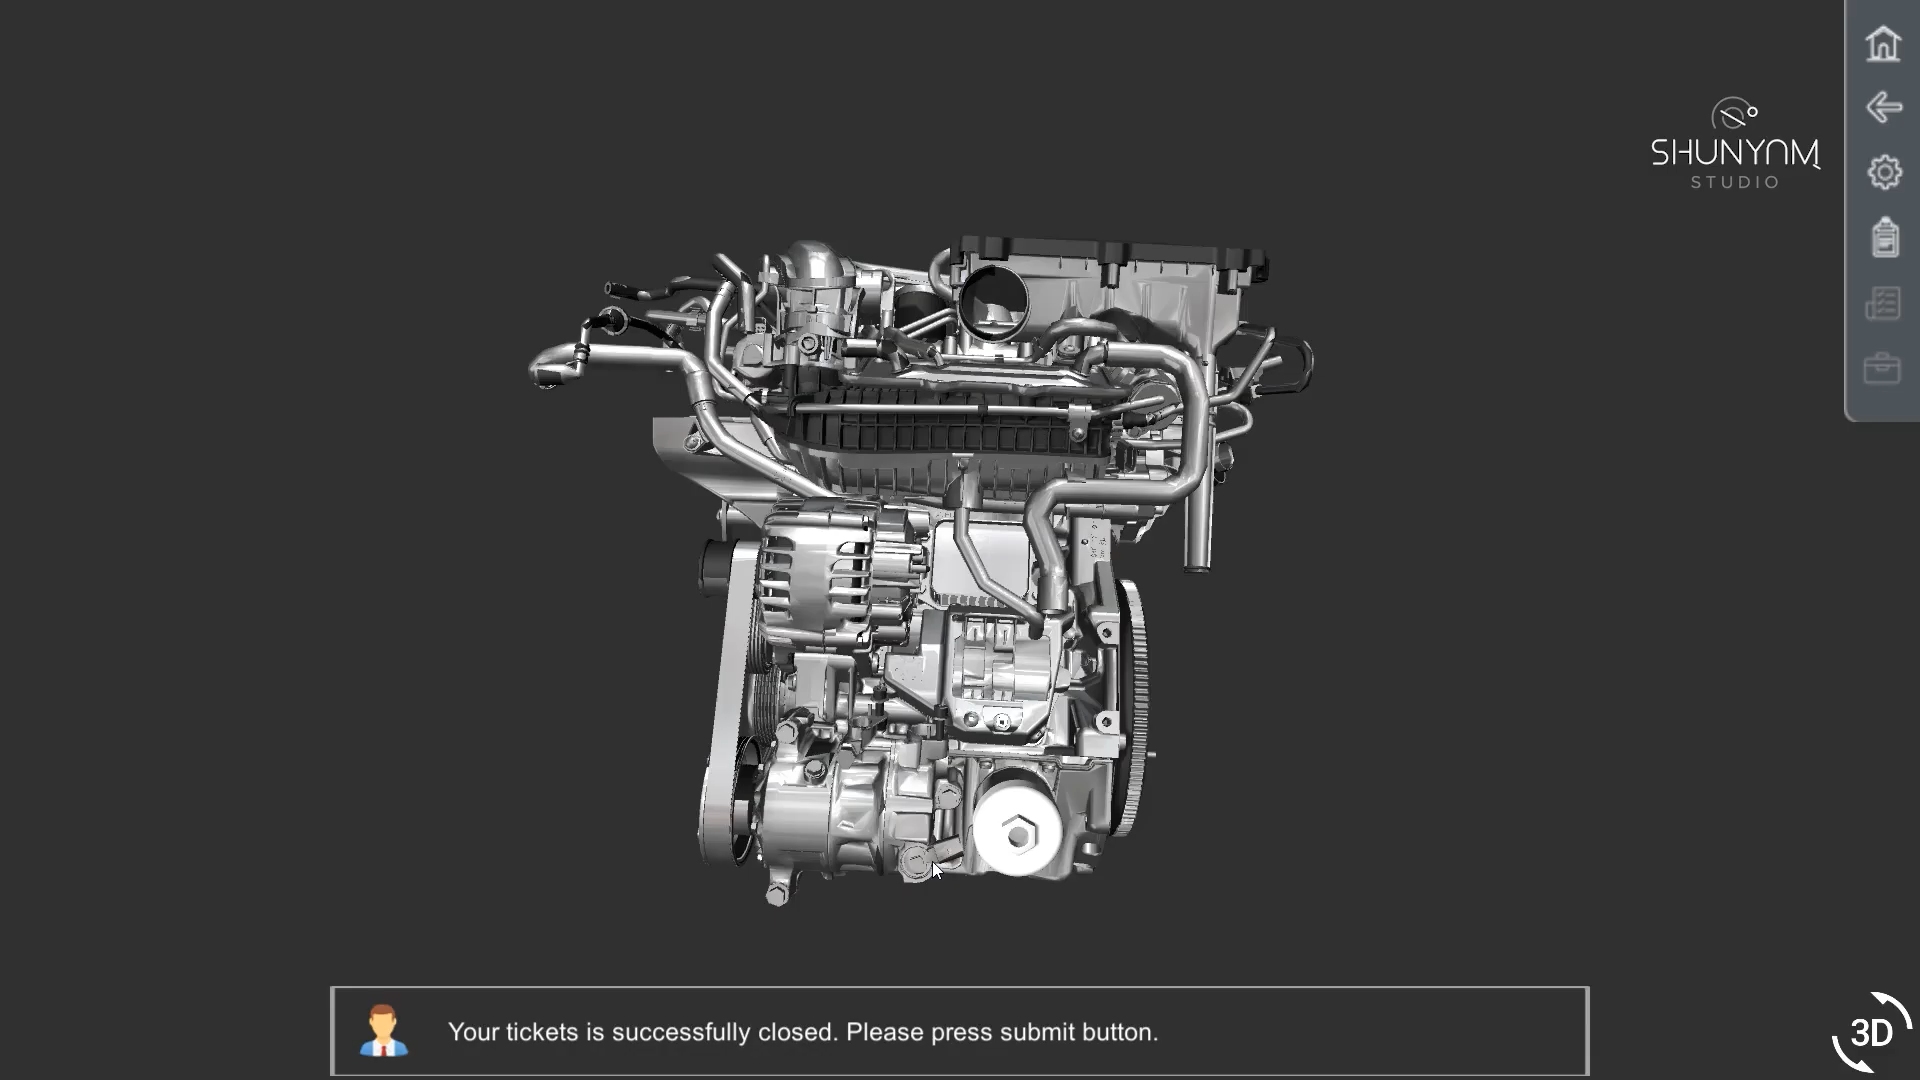 SHUNYAM
STUDIO
Your tickets is successfully closed. Please press submit button.
3D